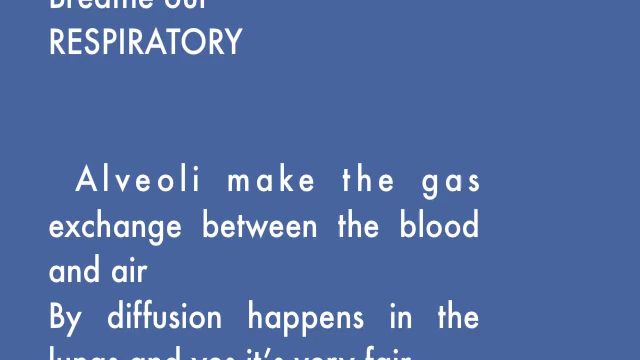 Breathe out
RESPIRATORY
Alveoli make the gas
exchange between the blood
and air
By diffusion happens in the
lungs and yes it's very fair